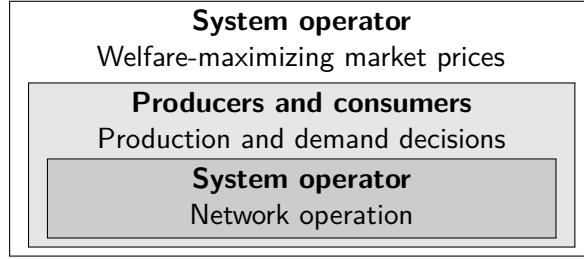 System operator
Welfare-maximizing market prices
Producers and consumers
Production and demand decisions
System operator
Network operation